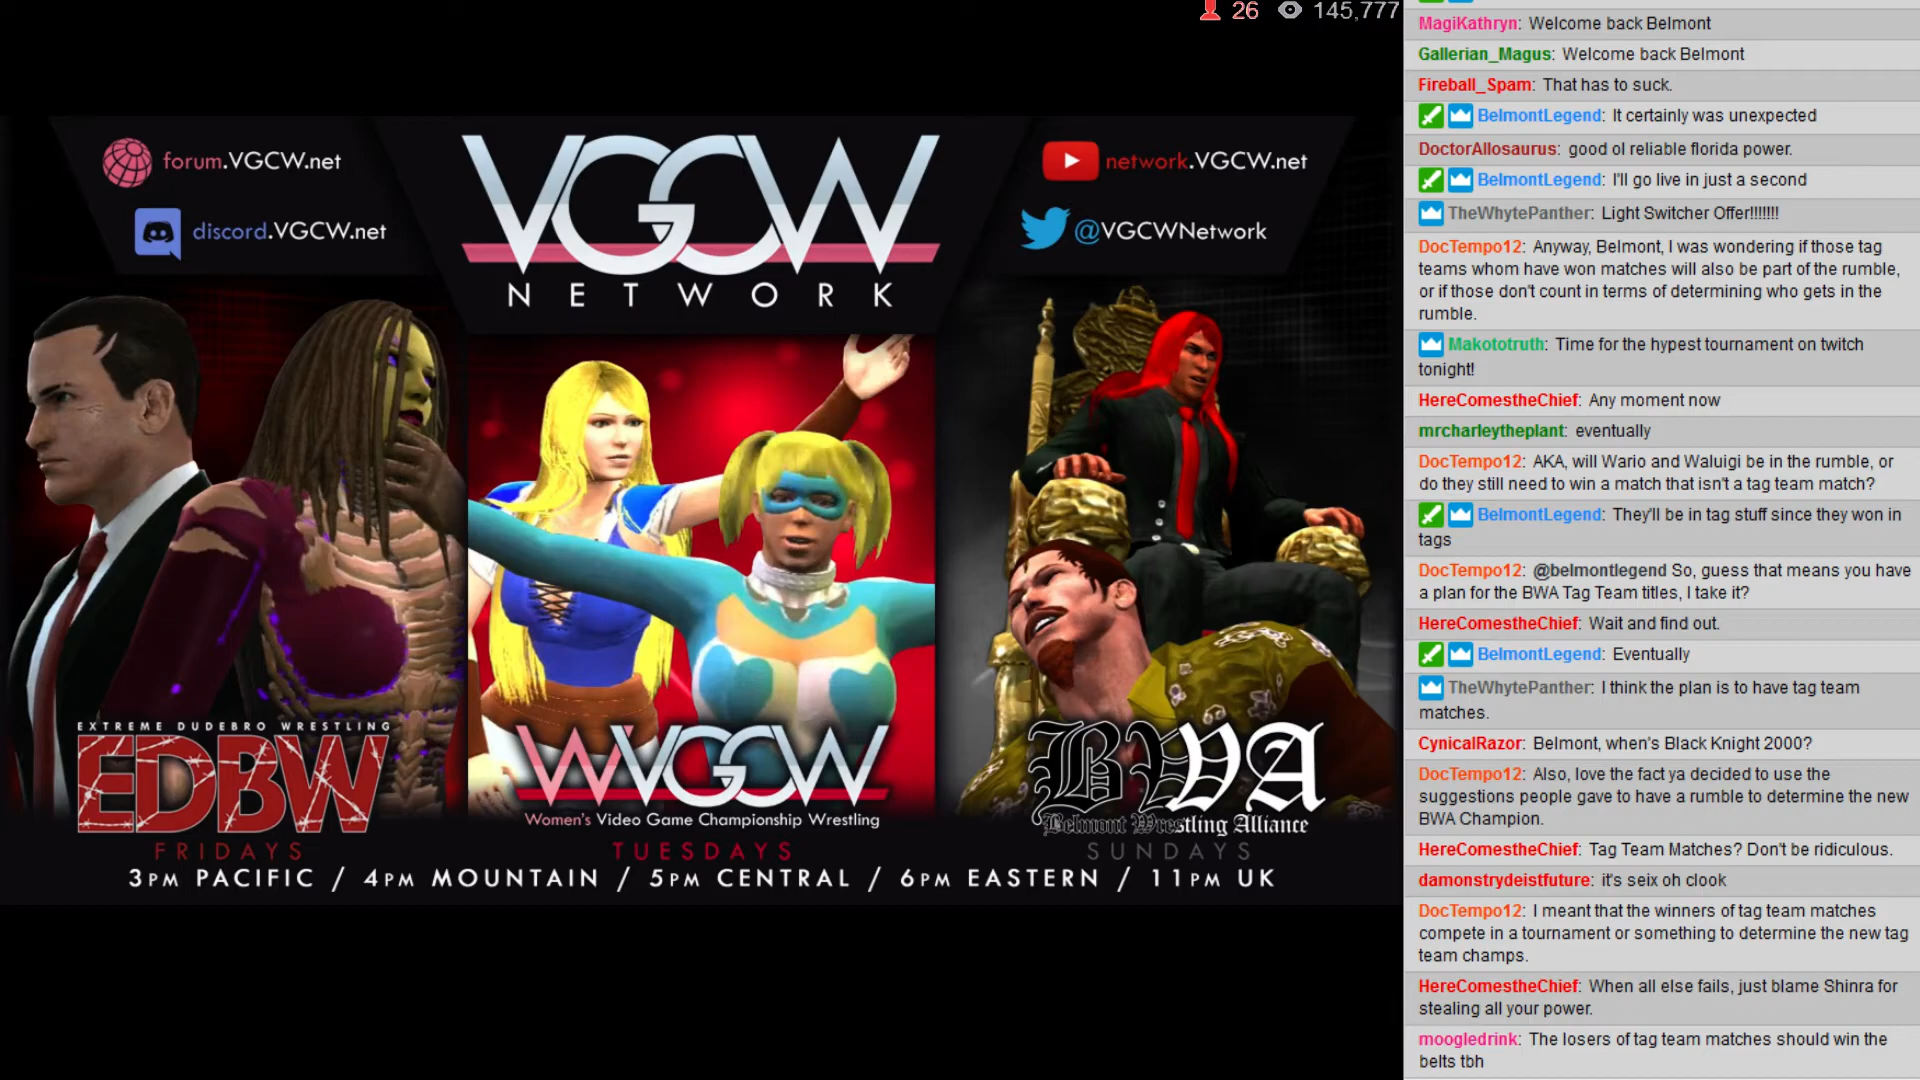 26 145,777
forum.VGCW.net
discord.VGCW.net
VGCW
NETWORK
network.VGCW.net
@VGCWNetwork
EXTREME DUDEBRO WRESTLING
EDBW
FRIDAYS
WVGCW
Women's Video Game Championship Wrestling
TUESDAYS
BWA
Belmont Wrestling Alliance
SUNDAYS
3PM PACIFIC / 4PM MOUNTAIN / 5PM CENTRAL / 6PM EASTERN / 11PM UK
MagiKathryn: Welcome back Belmont
Gallerian_Magus: Welcome back Belmont
Fireball_Spam: That has to suck.
BelmontLegend: It certainly was unexpected
DoctorAllosaurus: good ol reliable florida power.
BelmontLegend: I'll go live in just a second
TheWhytePanther: Light Switcher Offer!!!!!!!
DocTempo12: Anyway, Belmont, I was wondering if those tag
teams whom have won matches will also be part of the rumble,
or if those don't count in terms of determining who gets in the
rumble.
Makototruth: Time for the hypest tournament on twitch
tonight!
HereComestheChief: Any moment now
mrcharleytheplant: eventually
DocTempo12: AKA, will Wario and Waluigi be in the rumble, or
do they still need to win a match that isn't a tag team match?
BelmontLegend: They'll be in tag stuff since they won in
tags
DocTempo12: @belmontlegend So, guess that means you have
a plan for the BWA Tag Team titles, I take it?
HereComestheChief: Wait and find out.
BelmontLegend: Eventually
TheWhytePanther: I think the plan is to have tag team
matches.
CynicalRazor: Belmont, when's Black Knight 2000?
DocTempo12: Also, love the fact ya decided to use the
suggestions people gave to have a rumble to determine the new
BWA Champion.
HereComestheChief: Tag Team Matches? Don't be ridiculous.
damonstrydeistfuture: it's seix oh clook
DocTempo12: I meant that the winners of tag team matches
compete in a tournament or something to determine the new tag
team champs.
HereComestheChief: When all else fails, just blame Shinra for
stealing all your power.
moogledrink: The losers of tag team matches should win the
belts tbh